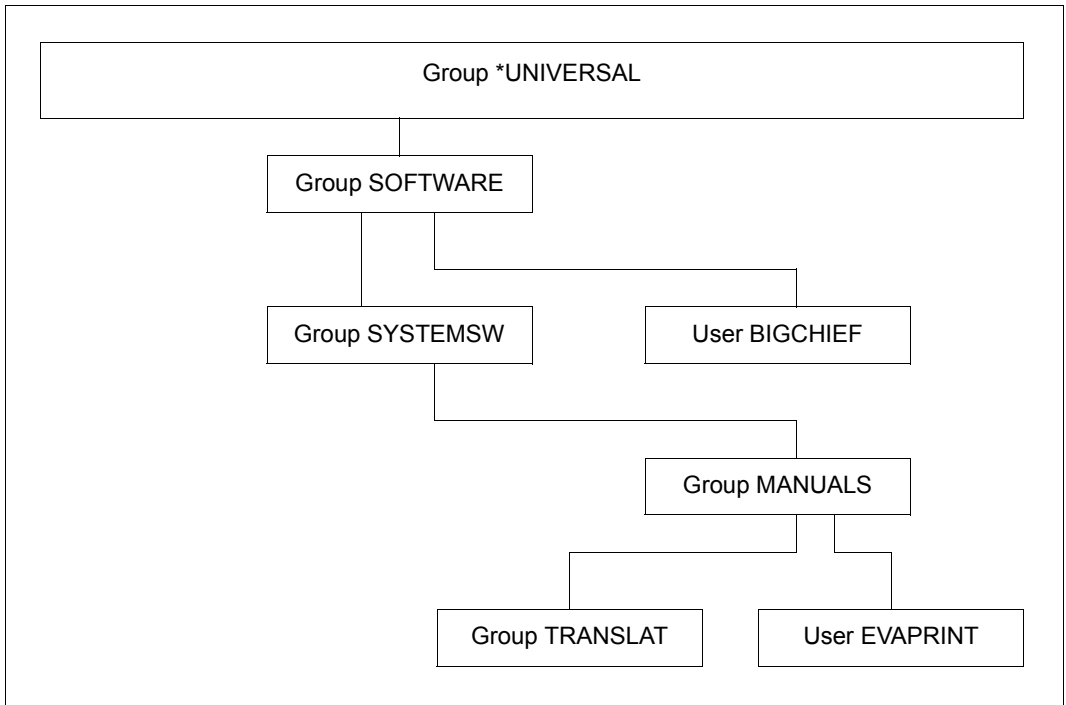 Group *UNIVERSAL
Group SOFTWARE
Group SYSTEMSW
User BIGCHIEF
Group MANUALS
Group TRANSLAT
User EVAPRINT